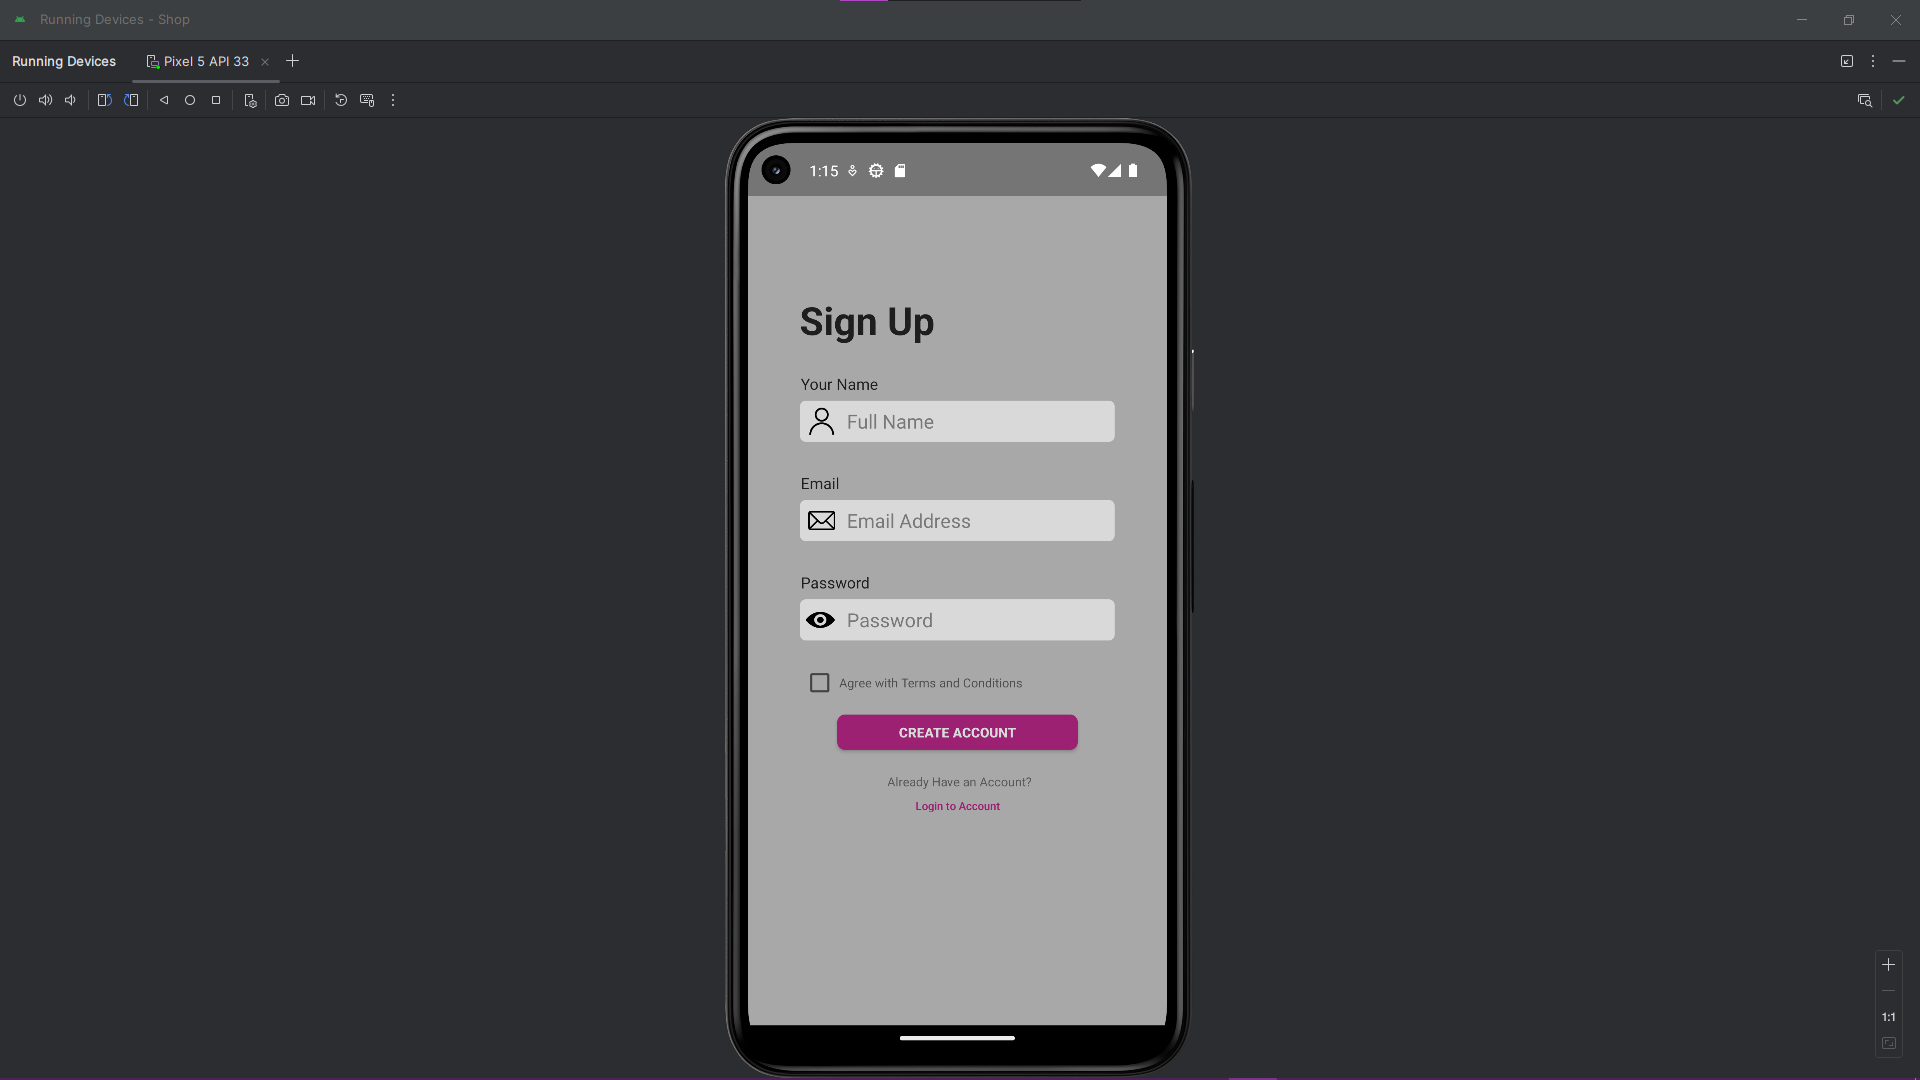 Running Devices - Shop
Running Devices
Pixel 5 API 33
1:15
Sign Up
Your Name
Full Name
Email
Email Address
Password
Password
Agree with Terms and Conditions
CREATE ACCOUNT
Already Have an Account?
Login to Account
1:1